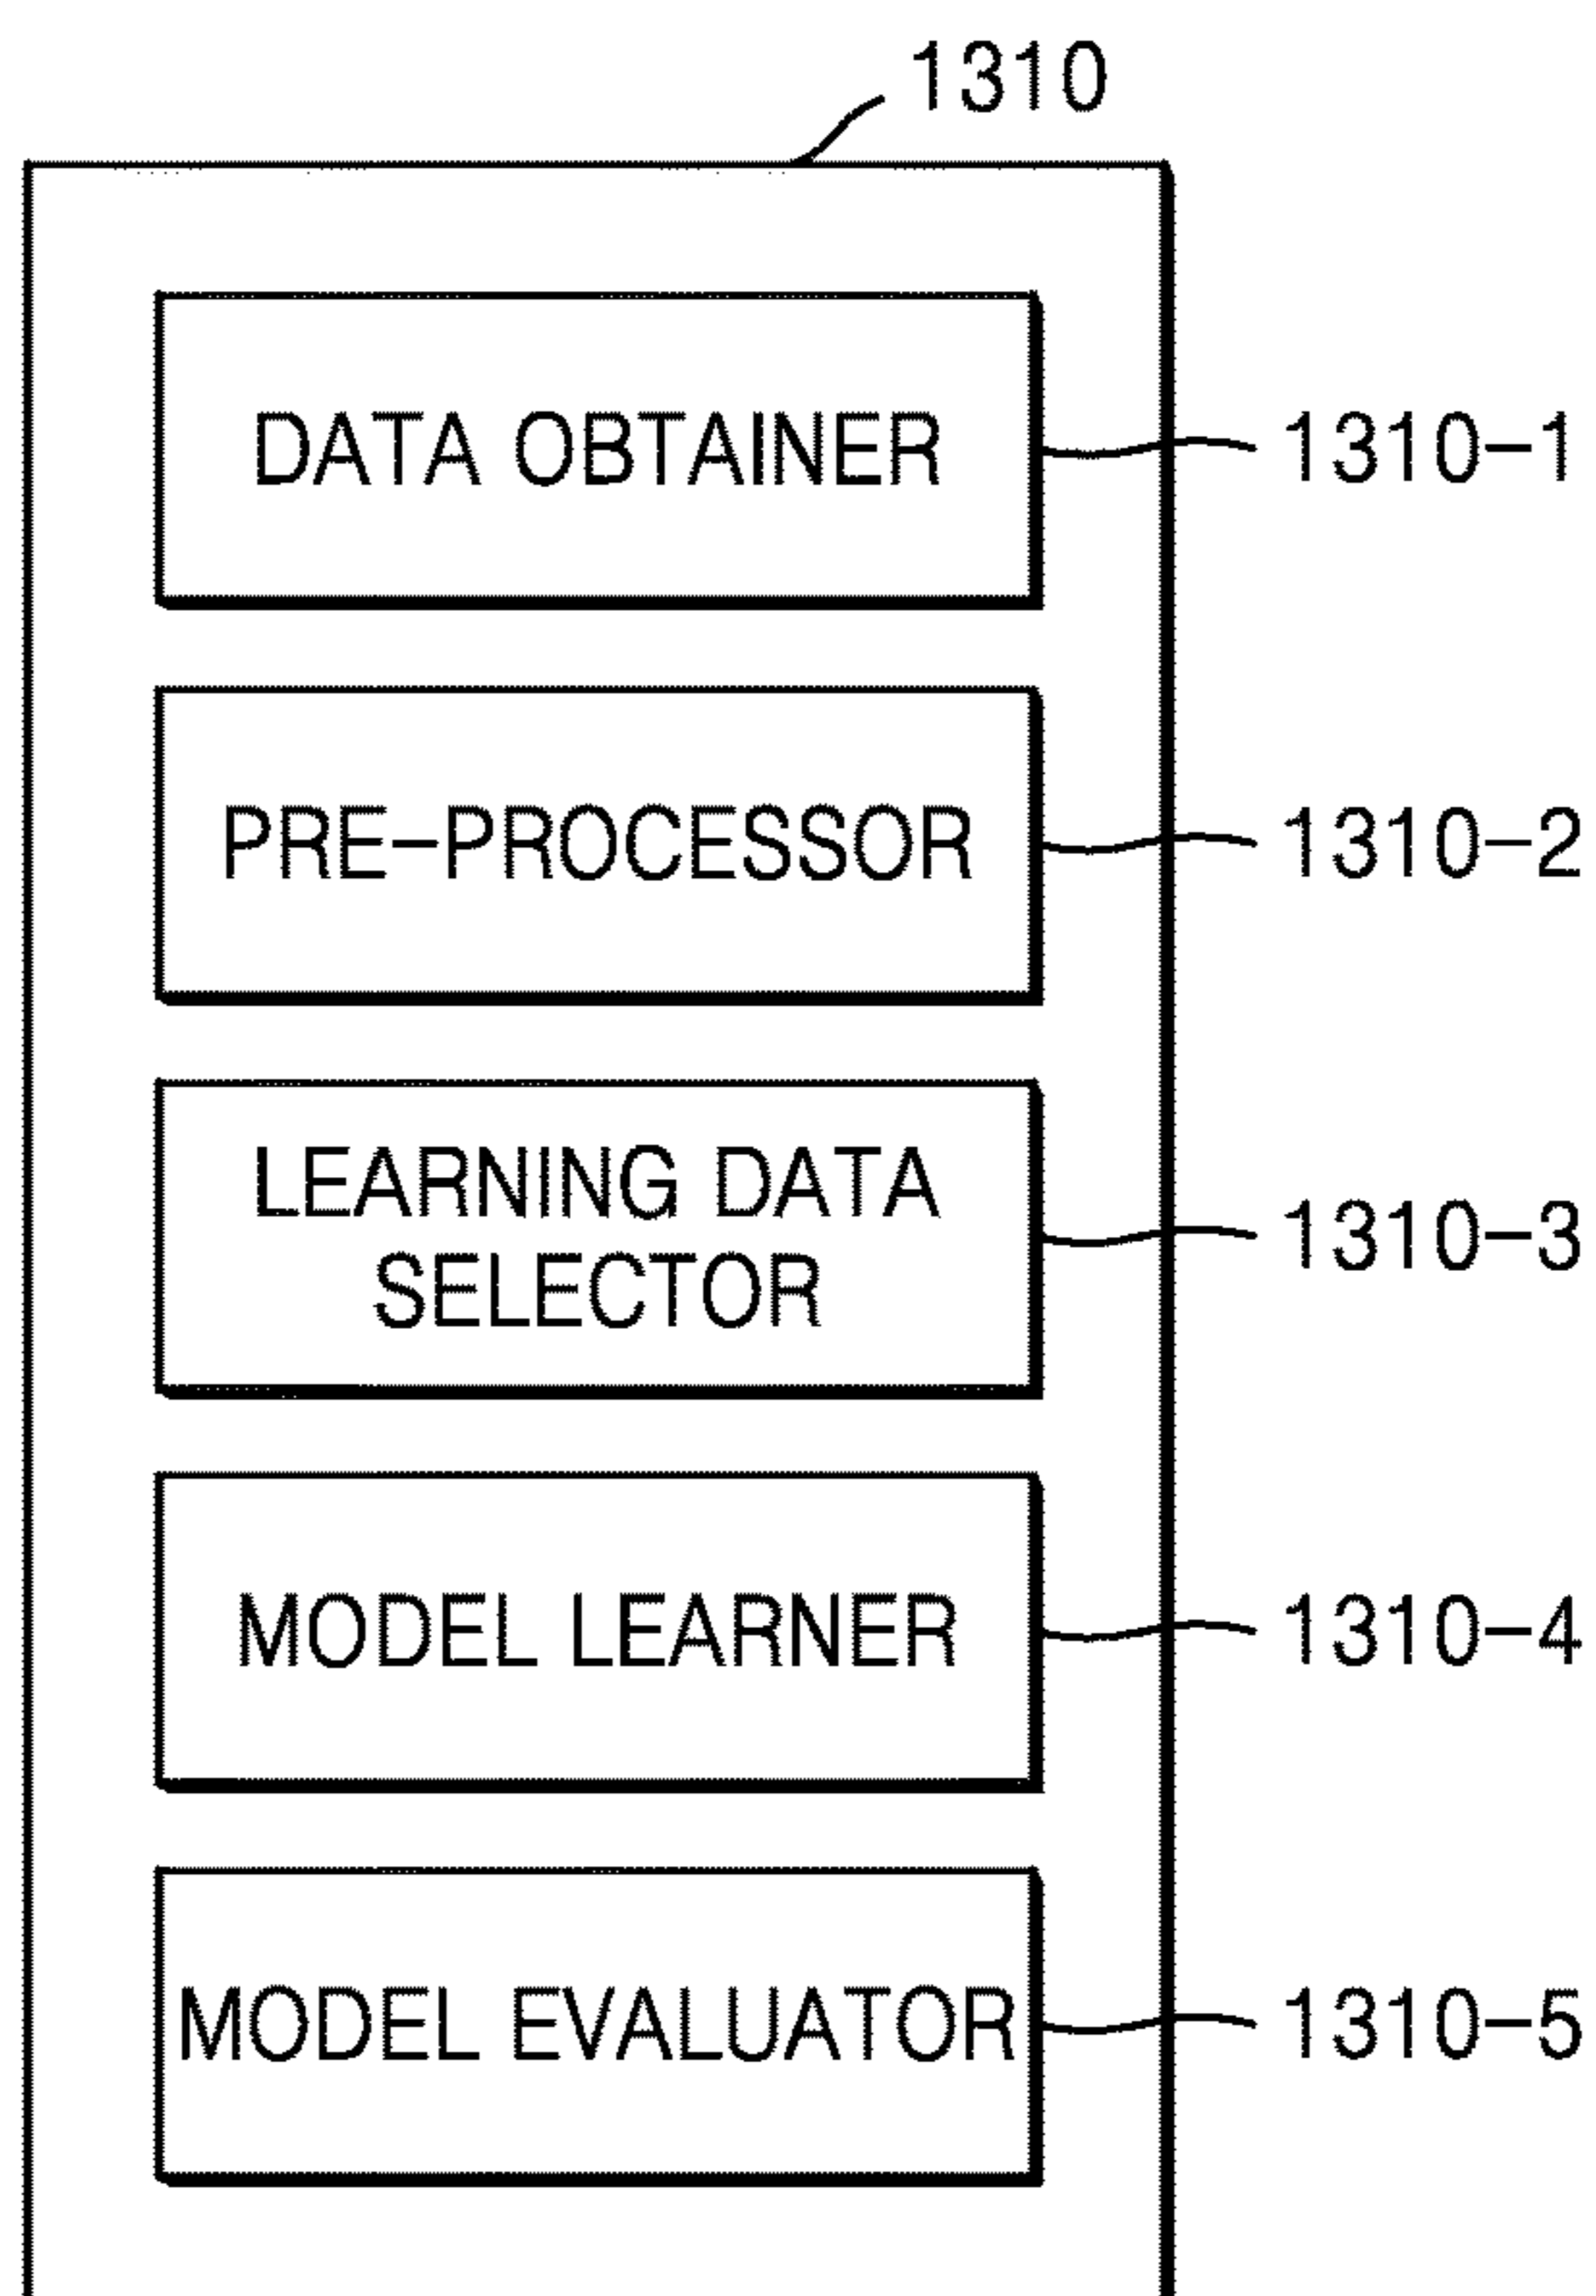 1310
DATA OBTAINER
1310-1
PRE-PROCESSOR
1310-2
LEARNING DATA
SELECTOR
1310-3
MODEL LEARNER
1310-4
MODEL EVALUATOR
1310-5